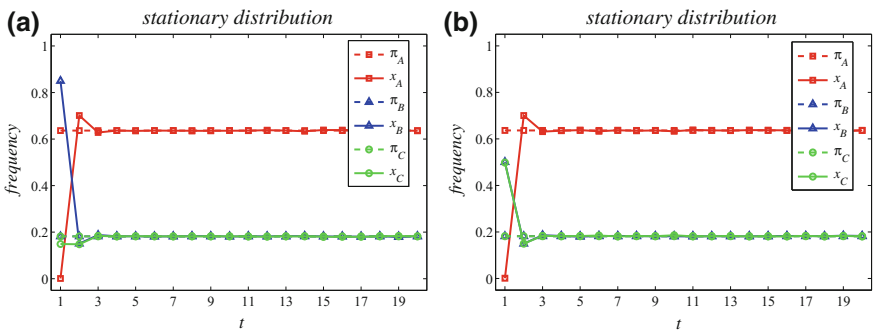 (a)
stationary distribution
frequency
1
0.8
0.6
0.4
0.2
0
π_A
x_A
π_B
x_B
π_C
x_C
1 3 5 7 9 11 13 15 17 19
t
(b)
stationary distribution
frequency
1
0.8
0.6
0.4
0.2
0
π_A
x_A
π_B
x_B
π_C
x_C
1 3 5 7 9 11 13 15 17 19
t